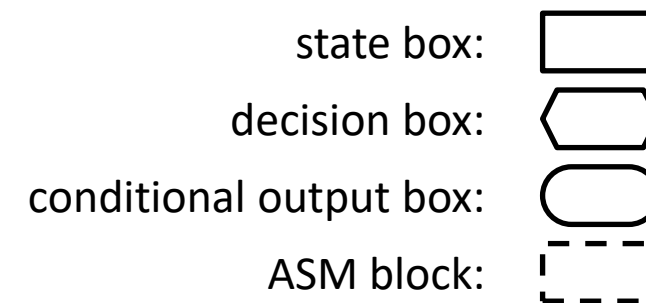 state box:
decision box:
conditional output box:
ASM block: